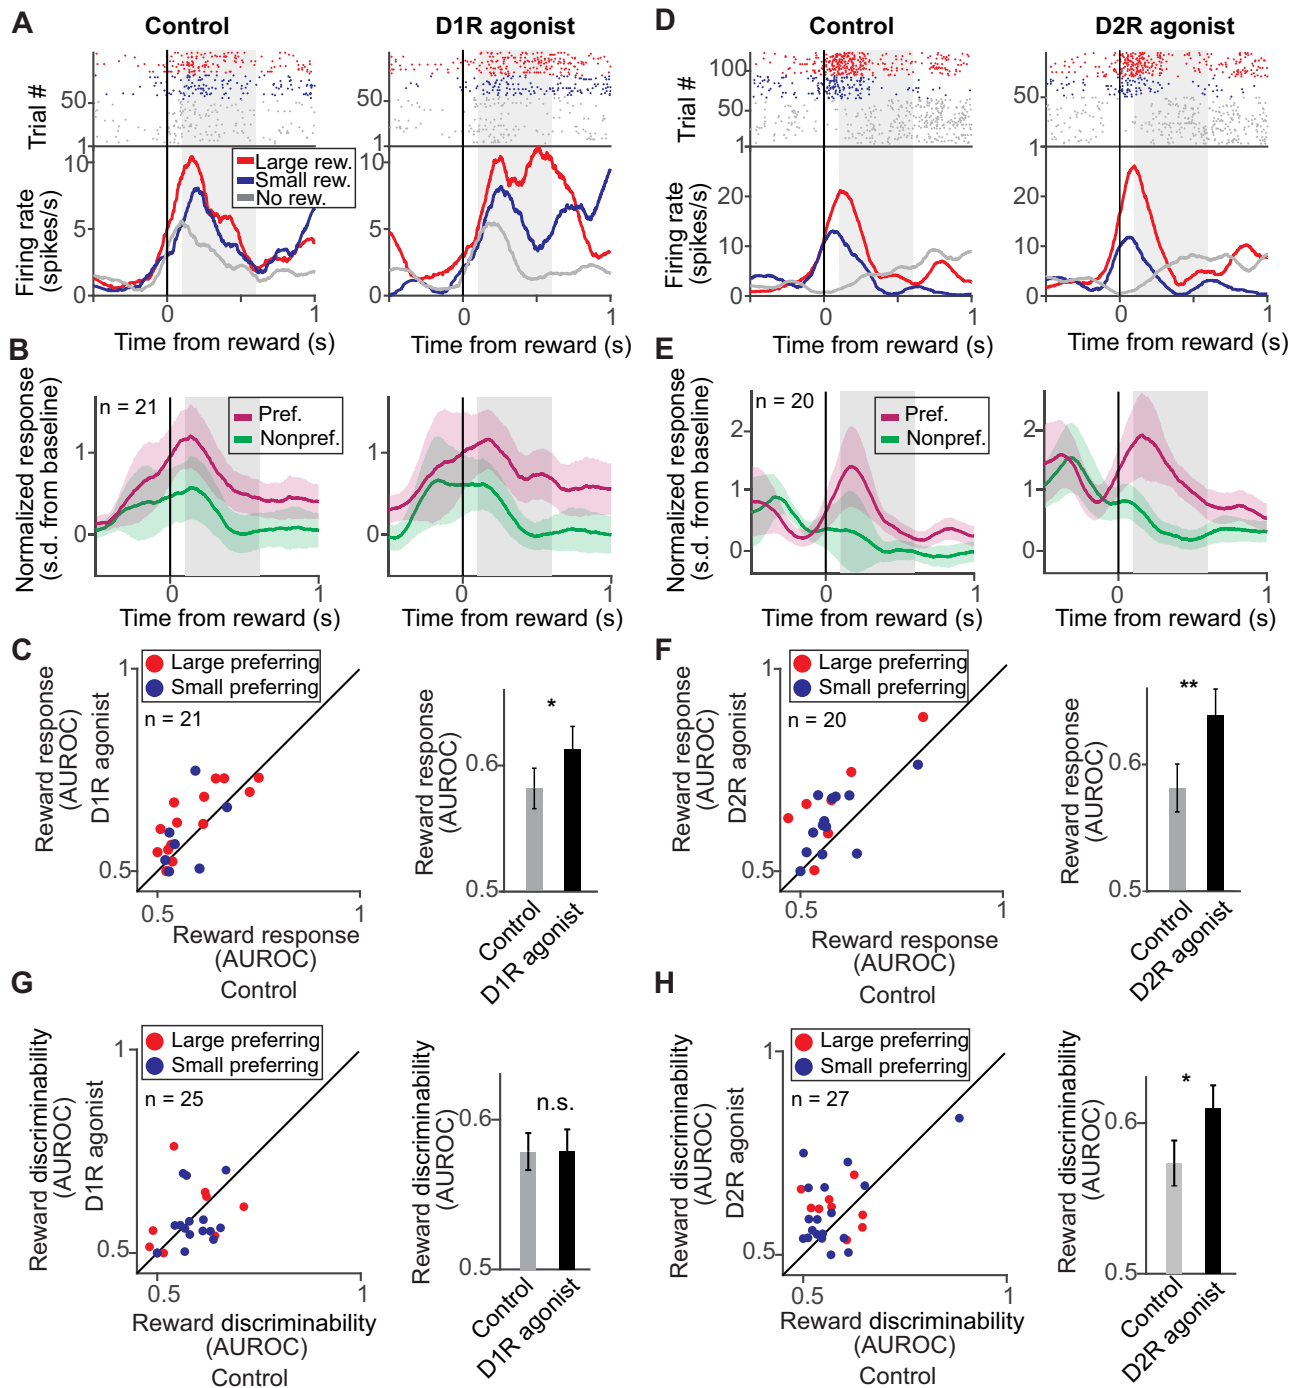 A
Control
D1R agonist
Trial #
50
1
50
1
Large rew.
Small rew.
No rew.
Firing rate
(spikes/s)
10
5
0
10
5
0
0
1
0
1
Time from reward (s)
Time from reward (s)
D
Control
D2R agonist
Trial #
100
50
1
50
1
Firing rate
(spikes/s)
20
10
0
20
10
0
0
1
0
1
Time from reward (s)
Time from reward (s)
B
Normalized response
(s.d. from baseline)
n = 21
Pref.
Nonpref.
1
0
1
0
0
1
0
1
Time from reward (s)
Time from reward (s)
E
Normalized response
(s.d. from baseline)
n = 20
Pref.
Nonpref.
2
1
0
2
1
0
0
1
0
1
Time from reward (s)
Time from reward (s)
C
Reward response
(AUROC)
D1R agonist
Large preferring
Small preferring
n = 21
1
0.5
0.5
1
Reward response
(AUROC)
Control
Reward response
(AUROC)
0.6
0.5
*
Control
D1R agonist
F
Reward response
(AUROC)
D2R agonist
Large preferring
Small preferring
n = 20
1
0.5
0.5
1
Reward response
(AUROC)
Control
Reward response
(AUROC)
0.6
0.5
**
Control
D2R agonist
G
Reward discriminability
(AUROC)
D1R agonist
Large preferring
Small preferring
n = 25
1
0.5
0.5
1
Reward discriminability
(AUROC)
Control
Reward discriminability
(AUROC)
0.6
0.5
n.s.
Control
D1R agonist
H
Reward discriminability
(AUROC)
D2R agonist
Large preferring
Small preferring
n = 27
1
0.5
0.5
1
Reward discriminability
(AUROC)
Control
Reward discriminability
(AUROC)
0.6
0.5
*
Control
D2R agonist